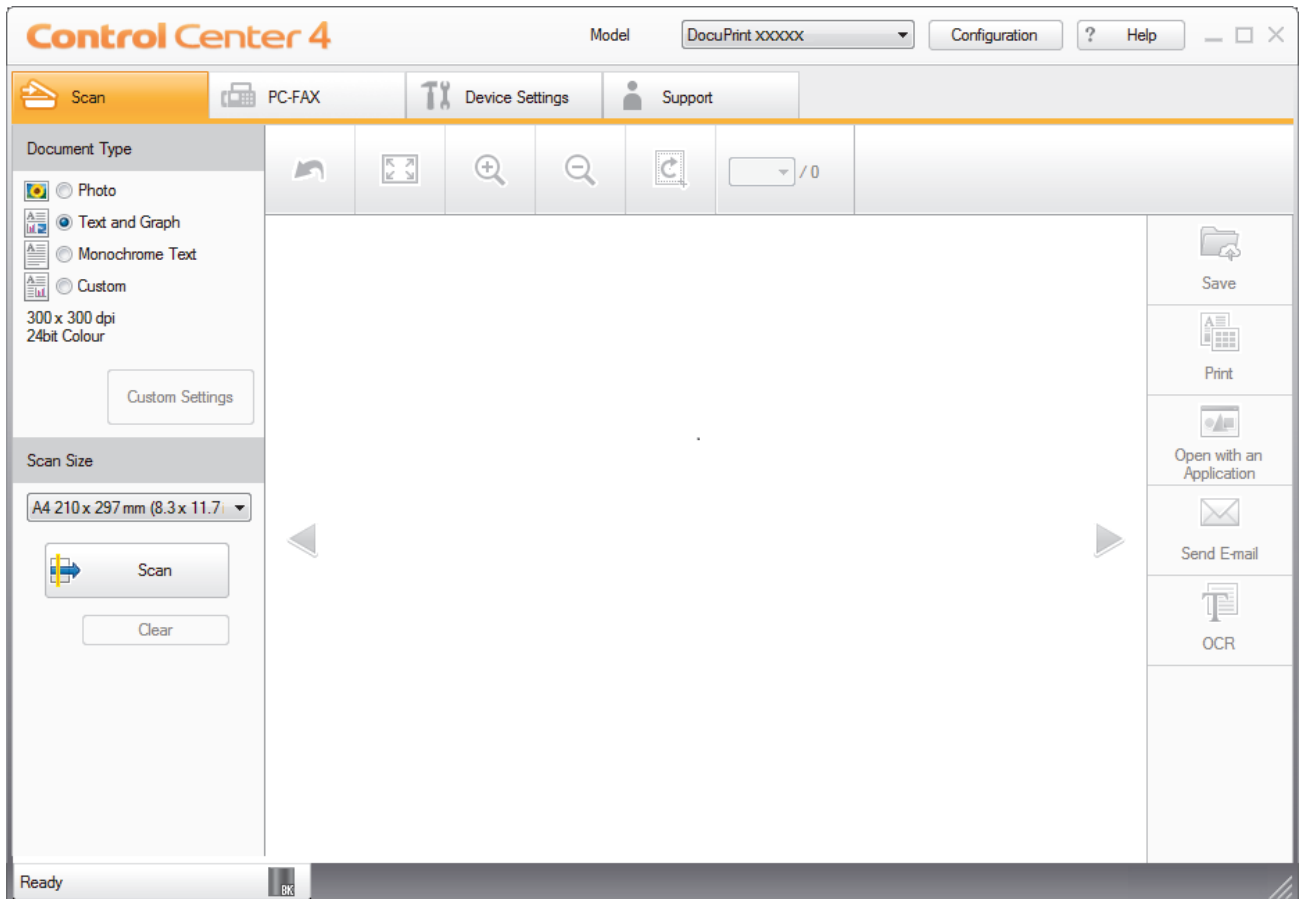 Control Center 4
Model
DocuPrint XXXXX
Configuration
? Help
Scan
PC-FAX
Device Settings
Support
Document Type
/ 0
Photo
Text and Graph
Monochrome Text
Custom
300 x 300 dpi
24bit Colour
Custom Settings
Scan Size
A4 210 x 297 mm (8.3 x 11.7
Scan
Clear
Save
Print
Open with an
Application
Send E-mail
OCR
Ready
BK